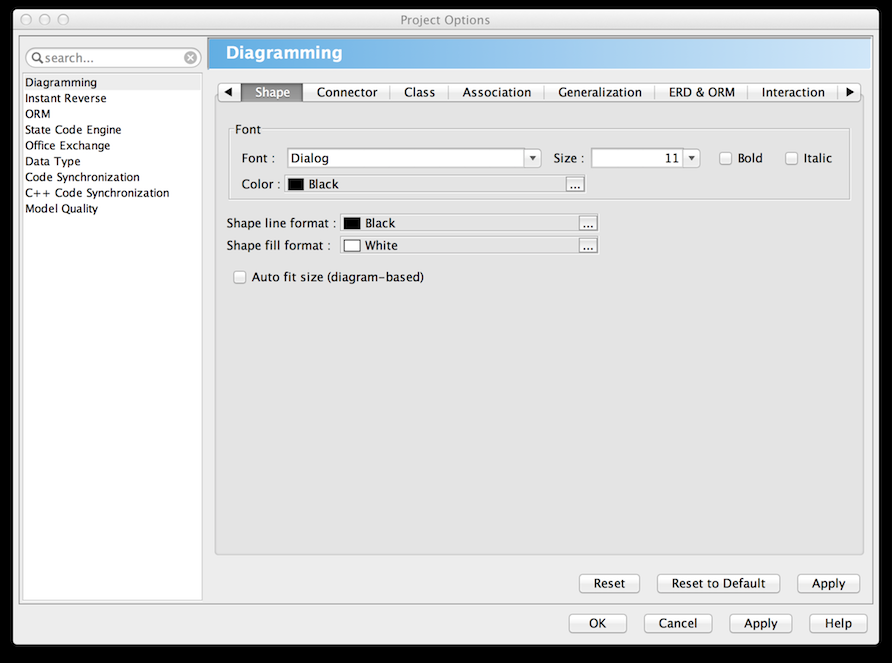 Project Options
search...
Diagramming
Instant Reverse
ORM
State Code Engine
Office Exchange
Data Type
Code Synchronization
C++ Code Synchronization
Model Quality
Diagramming
Shape Connector Class Association Generalization ERD & ORM Interaction
Font
Font : Dialog Size : 11 Bold Italic
Color : Black ...
Shape line format : Black ...
Shape fill format : White ...
Auto fit size (diagram-based)
Reset Reset to Default Apply
OK Cancel Apply Help